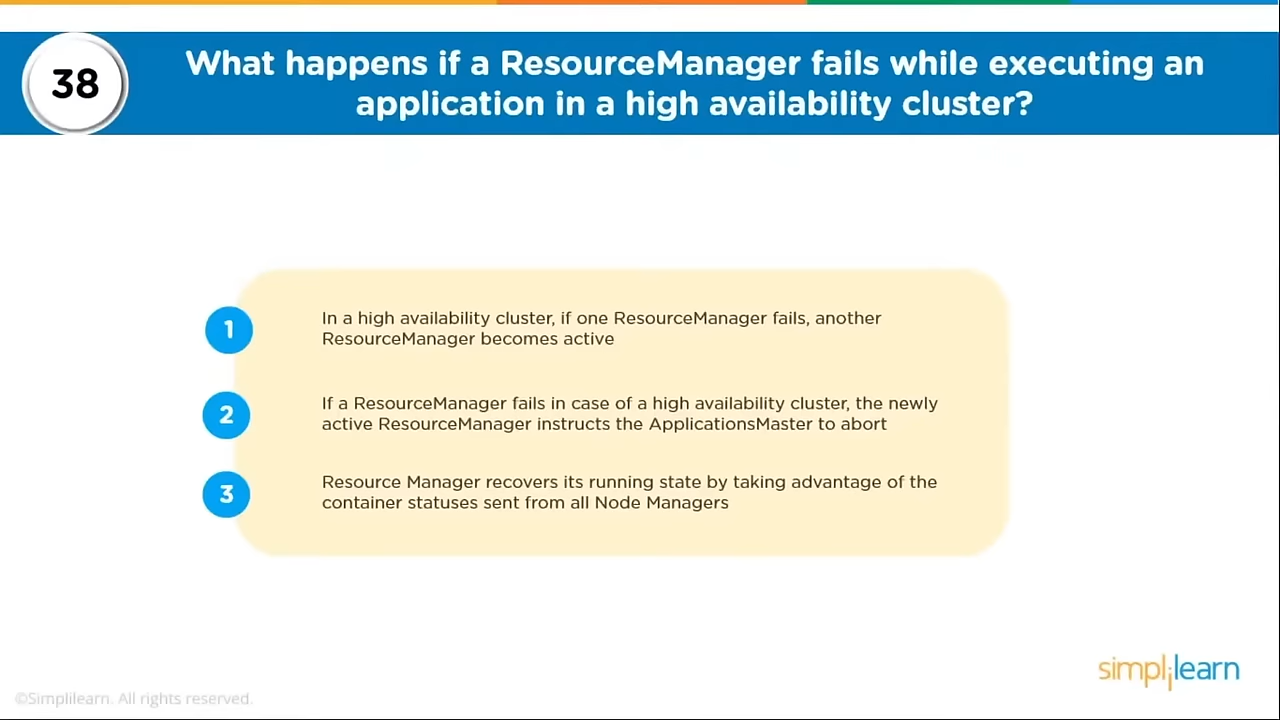 38
What happens if a ResourceManager fails while executing an
application in a high availability cluster?
1
In a high availability cluster, if one ResourceManager fails, another
ResourceManager becomes active
2
If a ResourceManager fails in case of a high availability cluster, the newly
active ResourceManager instructs the ApplicationsMaster to abort
3
Resource Manager recovers its running state by taking advantage of the
container statuses sent from all Node Managers
simplilearn
©Simplilearn. All rights reserved.